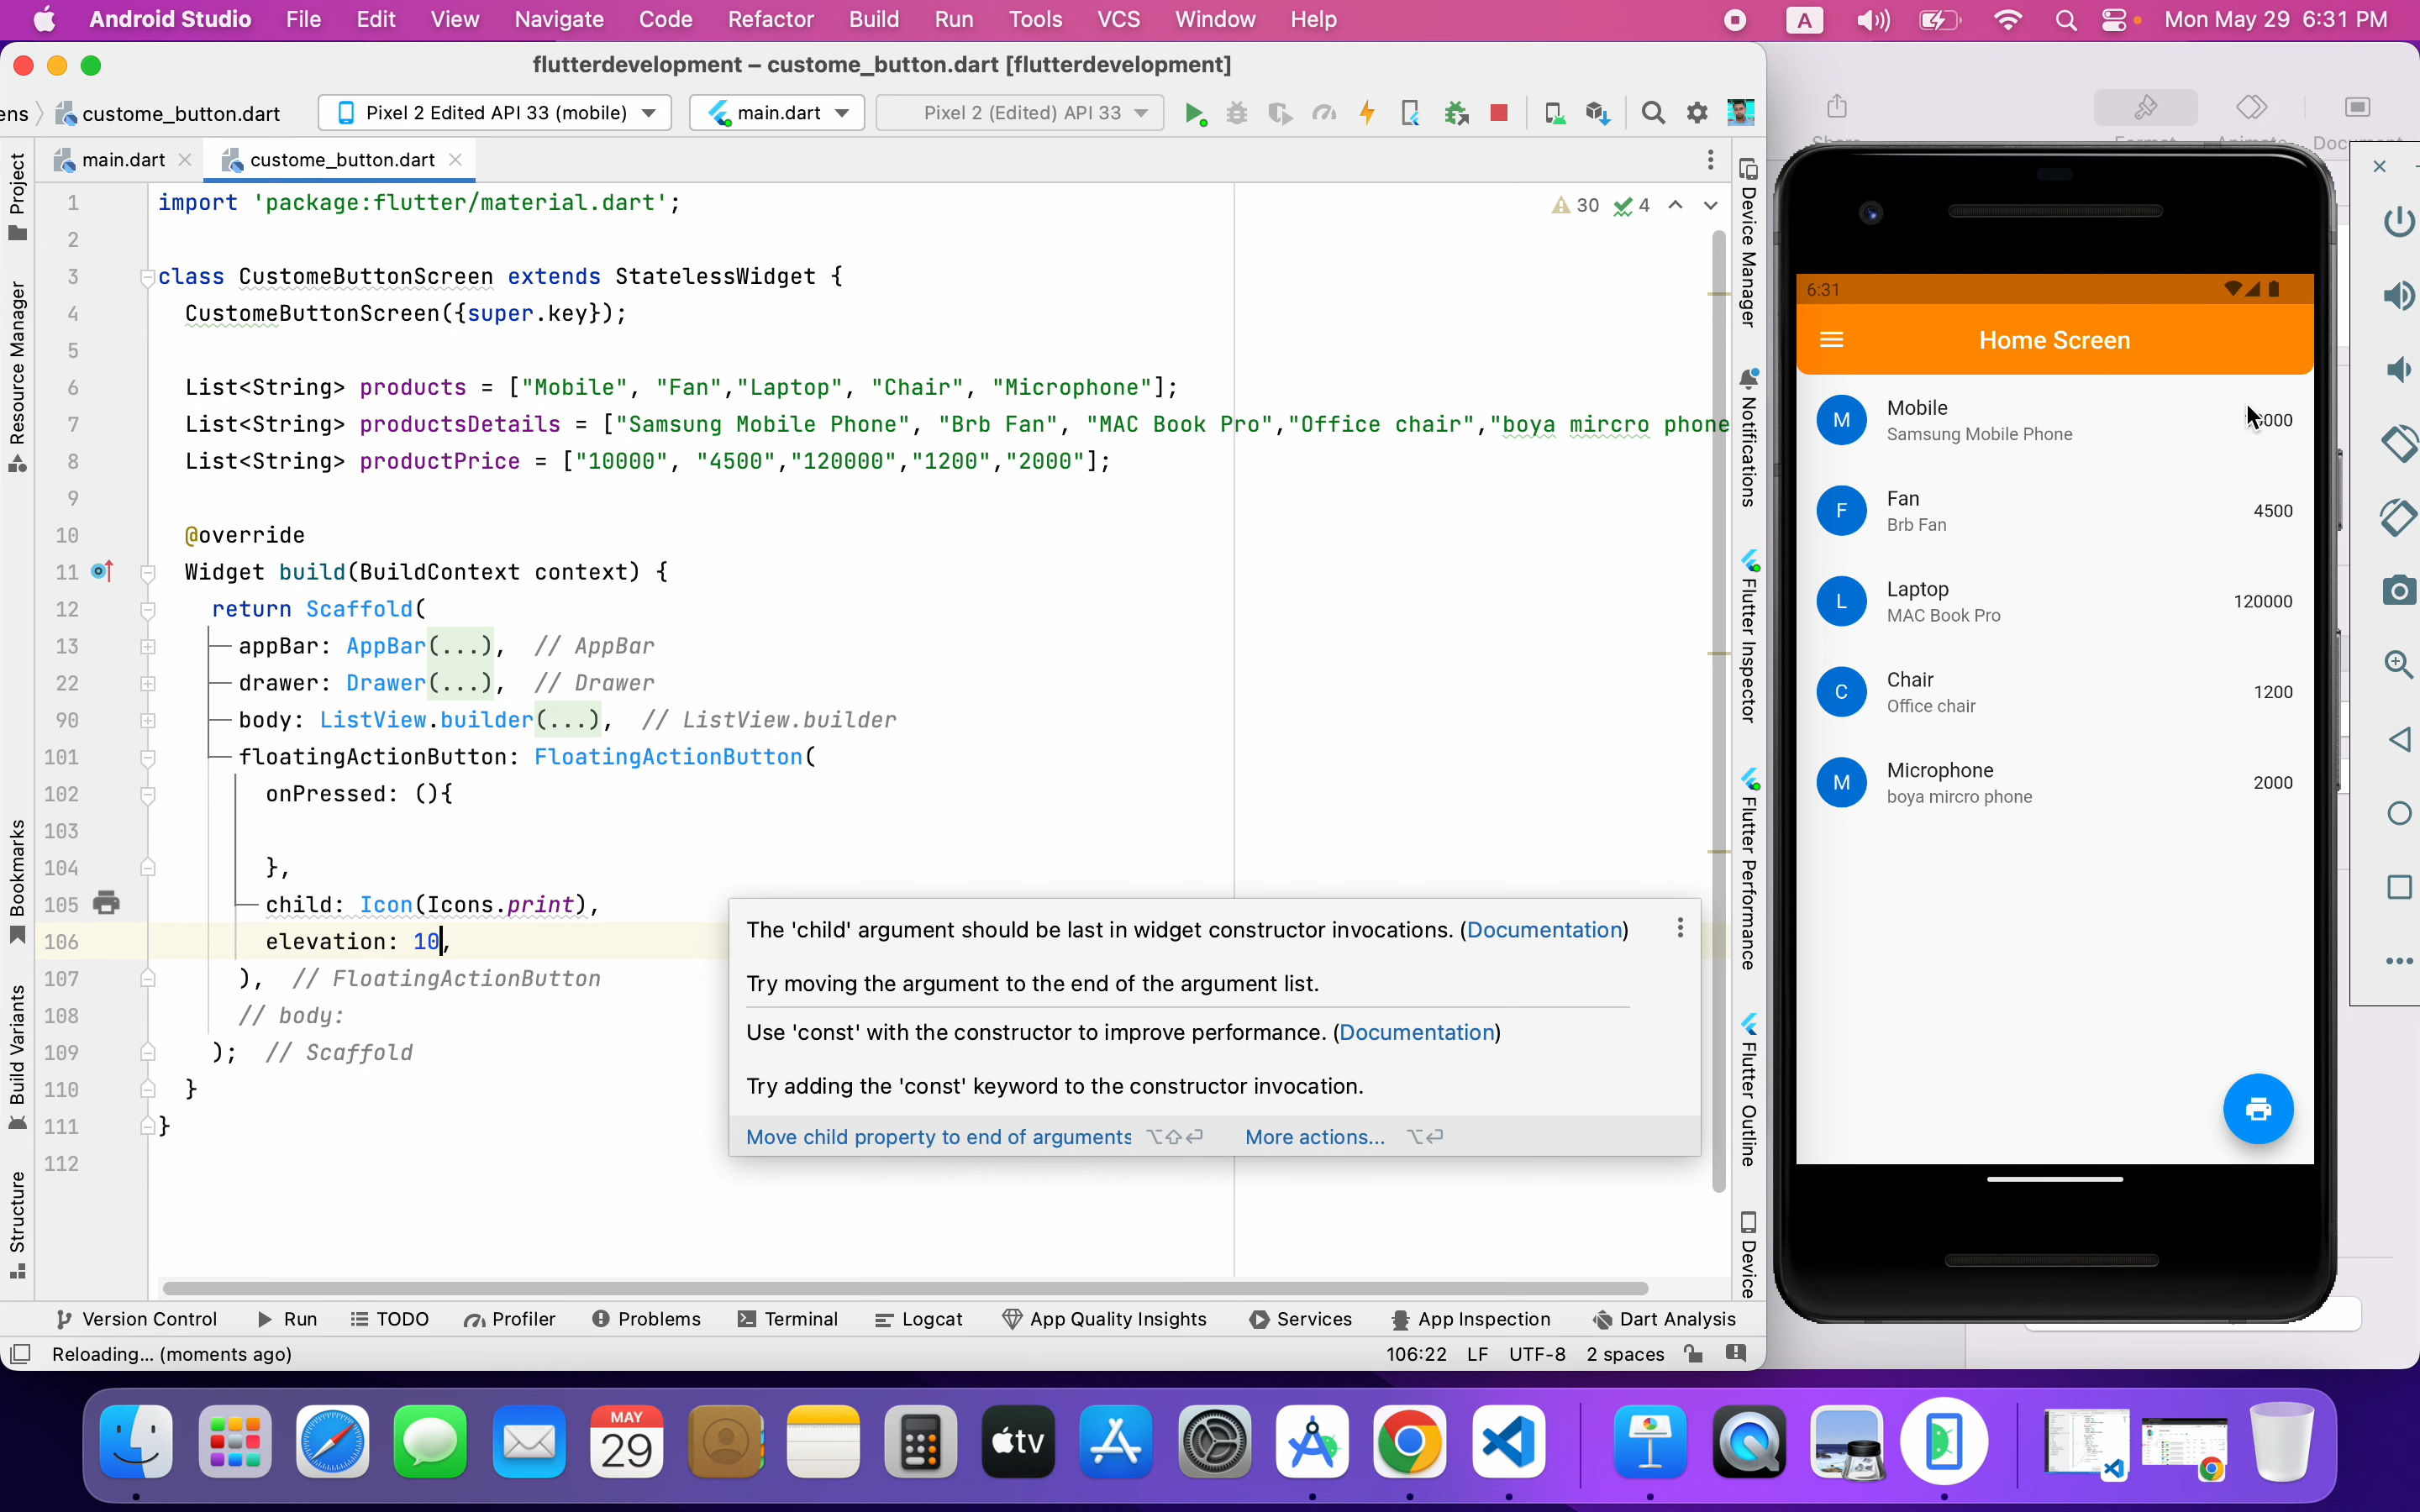 Android Studio File Edit View Navigate Code Refactor Build Run Tools VCS Window Help A Mon May 29 6:31 PM
flutterdevelopment – custome_button.dart [flutterdevelopment]
ens custome_button.dart Pixel 2 Edited API 33 (mobile) main.dart Pixel 2 (Edited) API 33
main.dart custome_button.dart
30 4
1 import 'package:flutter/material.dart';
2
3 class CustomeButtonScreen extends StatelessWidget {
4 CustomeButtonScreen({super.key});
5
6 List<String> products = ["Mobile", "Fan","Laptop", "Chair", "Microphone"];
7 List<String> productsDetails = ["Samsung Mobile Phone", "Brb Fan", "MAC Book Pro","Office chair","boya mircro phone
8 List<String> productPrice = ["10000", "4500","120000","1200","2000"];
9
10 @override
11 Widget build(BuildContext context) {
12 return Scaffold(
13 appBar: AppBar(...), // AppBar
22 drawer: Drawer(...), // Drawer
90 body: ListView.builder(...), // ListView.builder
101 floatingActionButton: FloatingActionButton(
102 onPressed: (){
103
104 },
105 child: Icon(Icons.print),
106 elevation: 10,
107 ), // FloatingActionButton
108 // body:
109 ); // Scaffold
110 }
111 }
112
The 'child' argument should be last in widget constructor invocations. (Documentation)
Try moving the argument to the end of the argument list.
Use 'const' with the constructor to improve performance. (Documentation)
Try adding the 'const' keyword to the constructor invocation.
Move child property to end of arguments ⌥⇧⏎ More actions... ⌥⏎
Project
Resource Manager
Bookmarks
Build Variants
Structure
Device Manager
Notifications
Flutter Inspector
Flutter Performance
Flutter Outline
Device
Version Control Run TODO Profiler Problems Terminal Logcat App Quality Insights Services App Inspection Dart Analysis
Reloading... (moments ago) 106:22 LF UTF-8 2 spaces
6:31
Home Screen
M Mobile
Samsung Mobile Phone
F Fan 4500
Brb Fan
L Laptop 120000
MAC Book Pro
C Chair 1200
Office chair
M Microphone 2000
boya mircro phone
MAY
29
tv